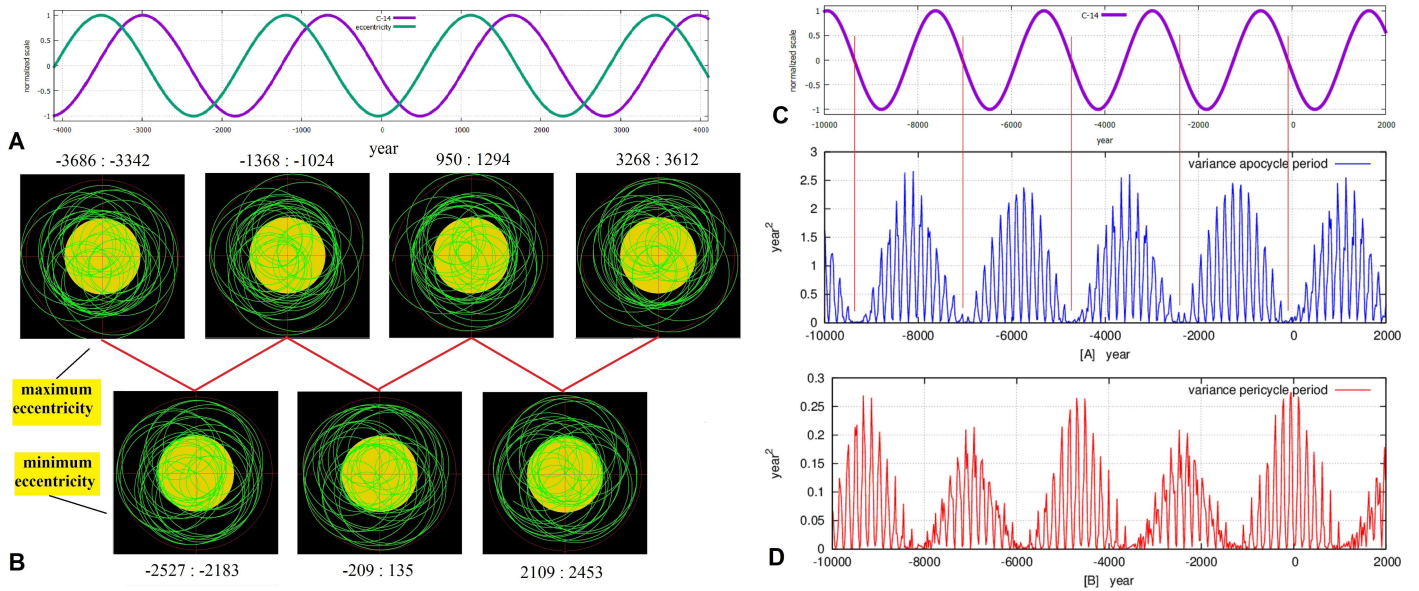 C-14
eccentricity
1
0.5
0
-0.5
-1
normalized scale
-4000
-3000
-2000
-1000
0
1000
2000
3000
4000
year
A
-3686 : -3342
-1368 : -1024
950 : 1294
3268 : 3612
maximum
eccentricity
minimum
eccentricity
B
-2527 : -2183
-209 : 135
2109 : 2453
C-14
1
0.5
0
-0.5
-1
normalized scale
-10000
-8000
-6000
-4000
-2000
0
2000
year
C
variance apocycle period
3
2.5
2
1.5
1
0.5
0
year²
-10000
-8000
-6000
-4000
-2000
0
2000
[A] year
variance pericycle period
0.3
0.25
0.2
0.15
0.1
0.05
0
year²
-10000
-8000
-6000
-4000
-2000
0
2000
[B] year
D